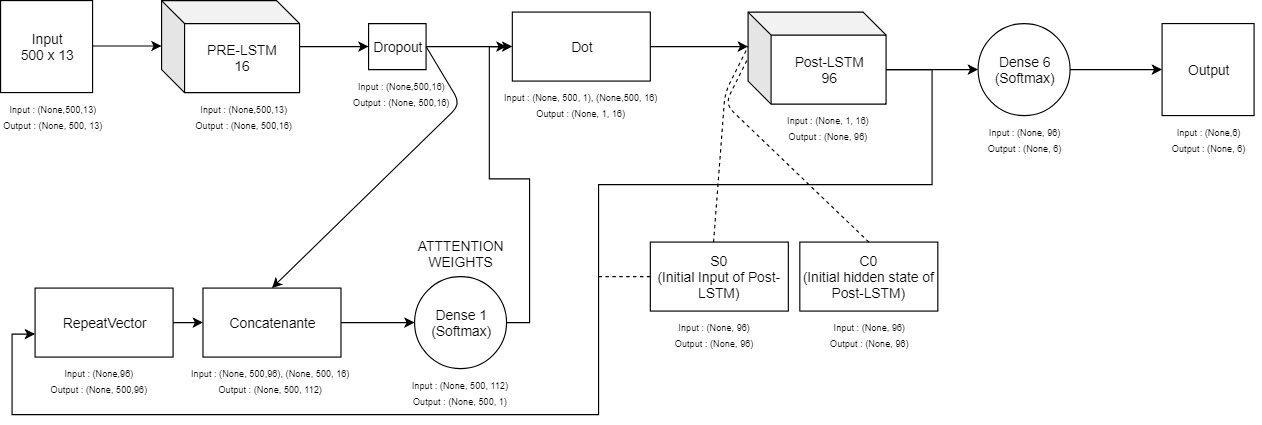 Input
500 x 13
Input : (None,500,13)
Output : (None, 500, 13)
PRE-LSTM
16
Input : (None,500,13)
Output : (None, 500,16)
Dropout
Input : (None,500,16)
Output : (None, 500,16)
Dot
Input : (None, 500, 1), (None,500, 16)
Output : (None, 1, 16)
Post-LSTM
96
Input : (None, 1, 16)
Output : (None, 96)
Dense 6
(Softmax)
Input : (None, 96)
Output : (None, 6)
Output
Input : (None,6)
Output : (None, 6)
RepeatVector
Input : (None,96)
Output : (None, 500,96)
Concatenante
Input : (None, 500,96), (None, 500, 16)
Output : (None, 500, 112)
ATTTENTION
WEIGHTS
Dense 1
(Softmax)
Input : (None, 500, 112)
Output : (None, 500, 1)
S0
(Initial Input of Post-
LSTM)
Input : (None, 96)
Output : (None, 96)
C0
(Initial hidden state of
Post-LSTM)
Input : (None, 96)
Output : (None, 96)